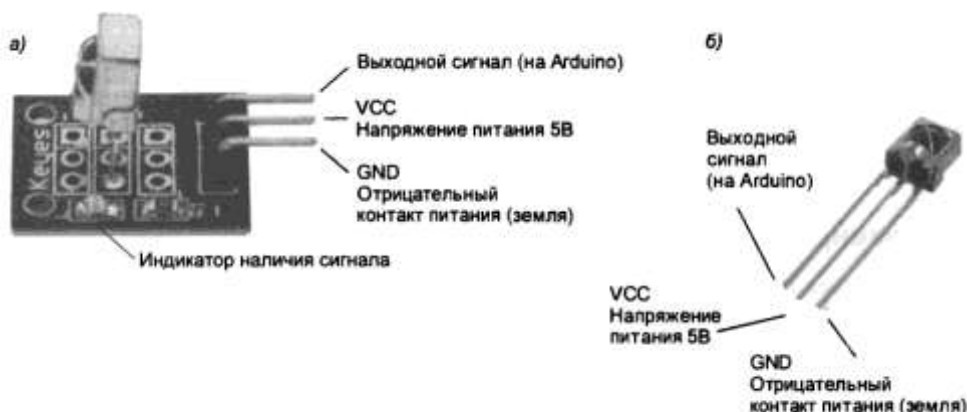 а)
Выходной сигнал (на Arduino)
VCC
Напряжение питания 5В
GND
Отрицательный
контакт питания (земля)
Индикатор наличия сигнала
Keyes
б)
Выходной
сигнал
(на Arduino)
VCC
Напряжение
питания 5В
GND
Отрицательный
контакт питания (земля)